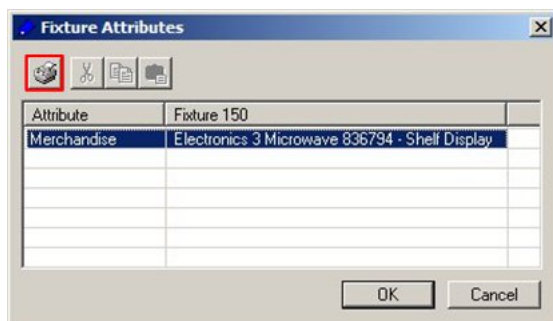 Fixture Attributes
Attribute Fixture 150
Merchandise Electronics 3 Microwave 836794 - Shelf Display
OK Cancel